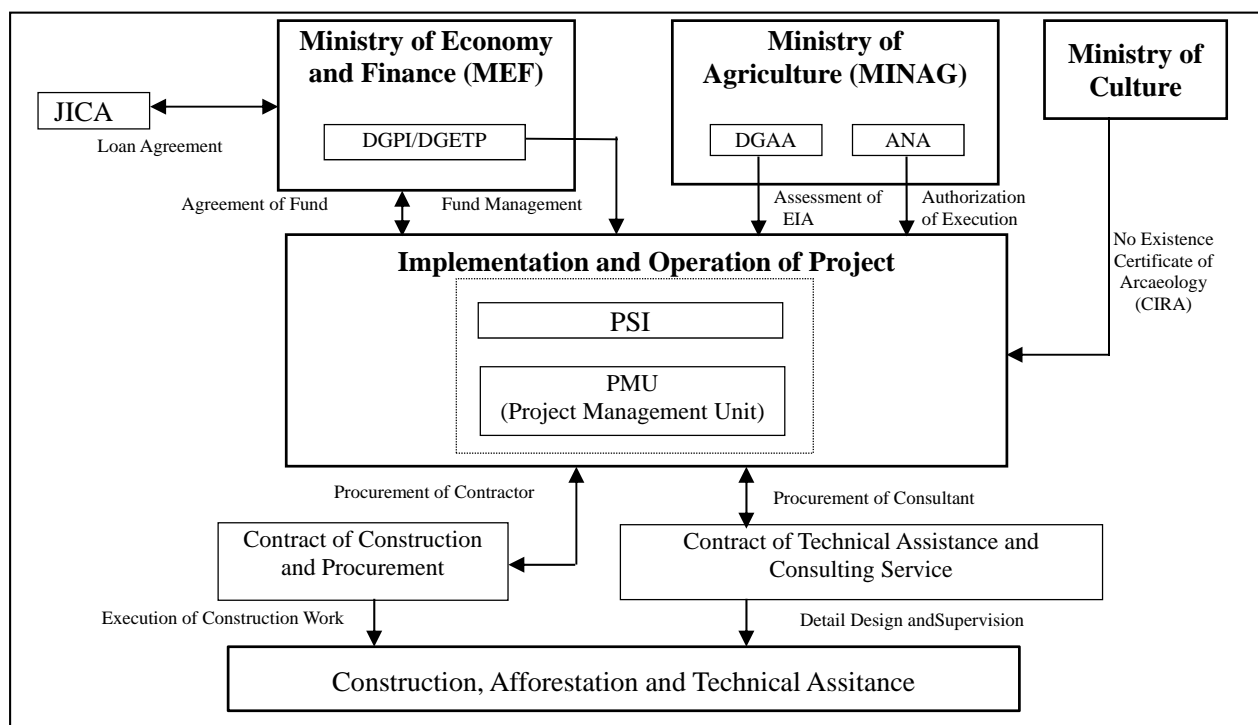 Ministry of Economy
and Finance (MEF)
Ministry of
Agriculture (MINAG)
Ministry of
Culture
JICA
Loan Agreement
DGPI/DGETP
DGAA
ANA
Agreement of Fund
Fund Management
Assessment of
EIA
Authorization
of Execution
No Existence
Certificate of
Arcaeology
(CIRA)
Implementation and Operation of Project
PSI
PMU
(Project Management Unit)
Procurement of Contractor
Procurement of Consultant
Contract of Construction
and Procurement
Contract of Technical Assistance and
Consulting Service
Execution of Construction Work
Detail Design andSupervision
Construction, Afforestation and Technical Assitance